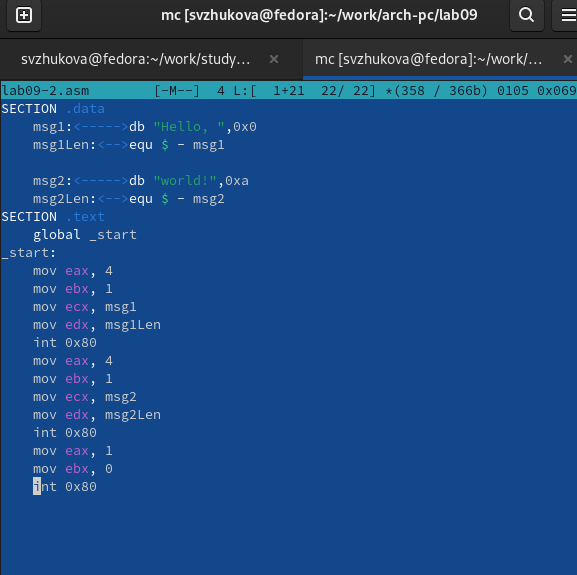 mc [svzhukova@fedora]:~/work/arch-pc/lab09
svzhukova@fedora:~/work/study… × mc [svzhukova@fedora]:~/work/… ×
lab09-2.asm [-M--] 4 L:[ 1+21 22/ 22] *(358 / 366b) 0105 0x069
SECTION .data
msg1:<----->db "Hello, ",0x0
msg1Len:<-->equ $ - msg1
msg2:<----->db "world!",0xa
msg2Len:<-->equ $ - msg2
SECTION .text
global _start
_start:
mov eax, 4
mov ebx, 1
mov ecx, msg1
mov edx, msg1Len
int 0x80
mov eax, 4
mov ebx, 1
mov ecx, msg2
mov edx, msg2Len
int 0x80
mov eax, 1
mov ebx, 0
int 0x80